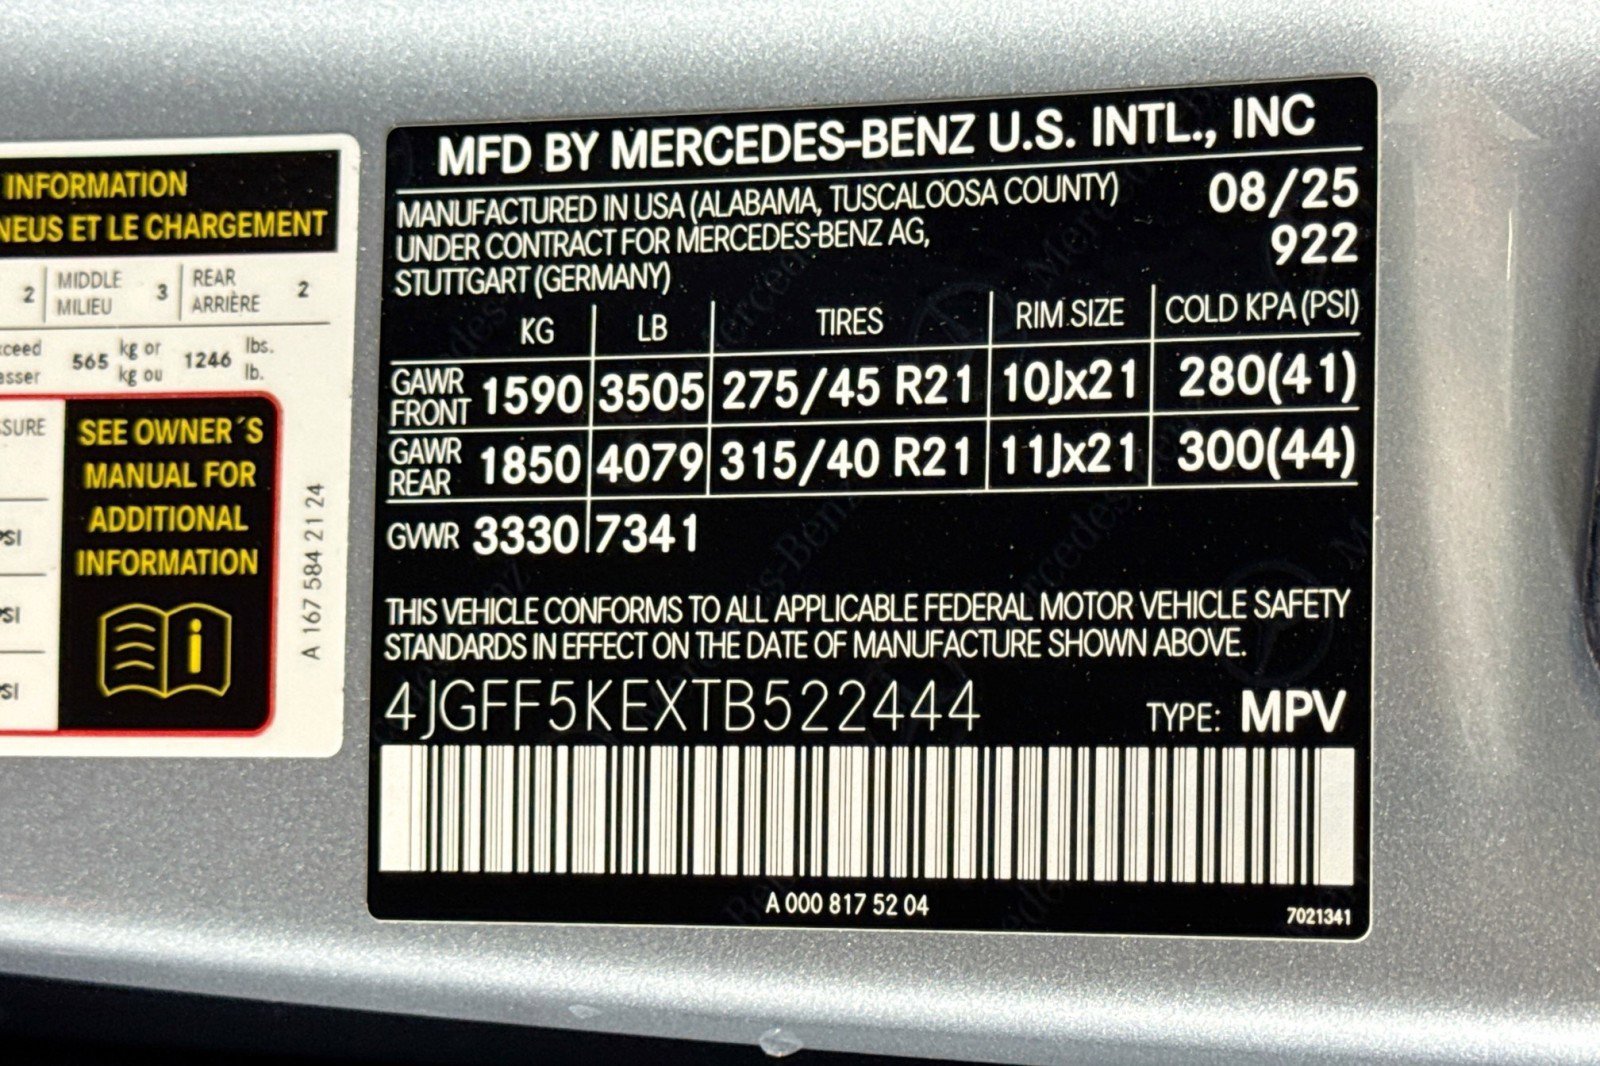 INFORMATION
NEUS ET LE CHARGEMENT
2 MIDDLE MILIEU 3 REAR ARRIÈRE 2
565 kg or kg ou 1246 lbs. lb.
SEE OWNER´S
MANUAL FOR
ADDITIONAL
INFORMATION
PSI
PSI
PSI
A 167 584 21 24
MFD BY MERCEDES-BENZ U.S. INTL., INC
MANUFACTURED IN USA (ALABAMA, TUSCALOOSA COUNTY) 08/25
UNDER CONTRACT FOR MERCEDES-BENZ AG, 922
STUTTGART (GERMANY)
KG LB TIRES RIM SIZE COLD KPA (PSI)
GAWR FRONT 1590 3505 275/45 R21 10Jx21 280(41)
GAWR REAR 1850 4079 315/40 R21 11Jx21 300(44)
GVWR 3330 7341
THIS VEHICLE CONFORMS TO ALL APPLICABLE FEDERAL MOTOR VEHICLE SAFETY
STANDARDS IN EFFECT ON THE DATE OF MANUFACTURE SHOWN ABOVE.
4JGFF5KEXTB522444 TYPE: MPV
A 000 817 52 04
7021341